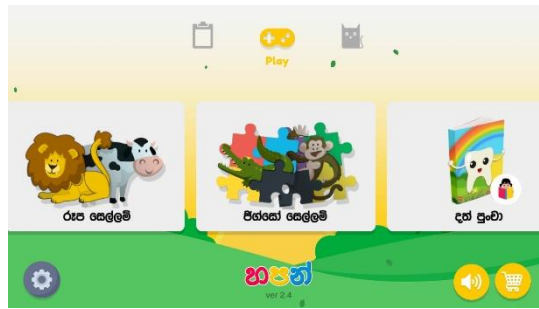 Play
රූප සෙල්ලම්
ජිග්සෝ සෙල්ලම්
දත් පුංචා
හපන්
ver 2.4